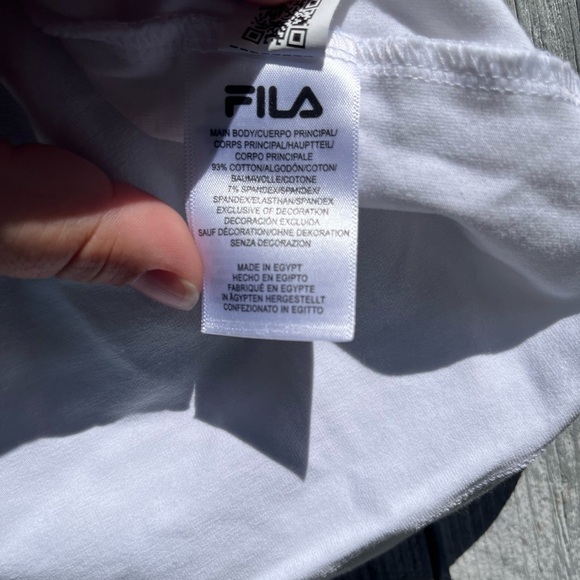 FILA
MAIN BODY/CUERPO PRINCIPAL/
CORPS PRINCIPAL/HAUPTTEIL/
CORPO PRINCIPALE
93% COTTON/ALGODÓN/COTON/
BAUMWOLLE/COTONE
7% SPANDEX/SPANDEX/
SPANDEX/ELASTHAN/SPANDEX
EXCLUSIVE OF DECORATION
DECORACIÓN EXCLUIDA
SAUF DÉCORATION/OHNE DEKORATION
SENZA DECORAZION
MADE IN EGYPT
HECHO EN EGIPTO
FABRIQUÉ EN EGYPTE
IN ÄGYPTEN HERGESTELLT
CONFEZIONATO IN EGITTO